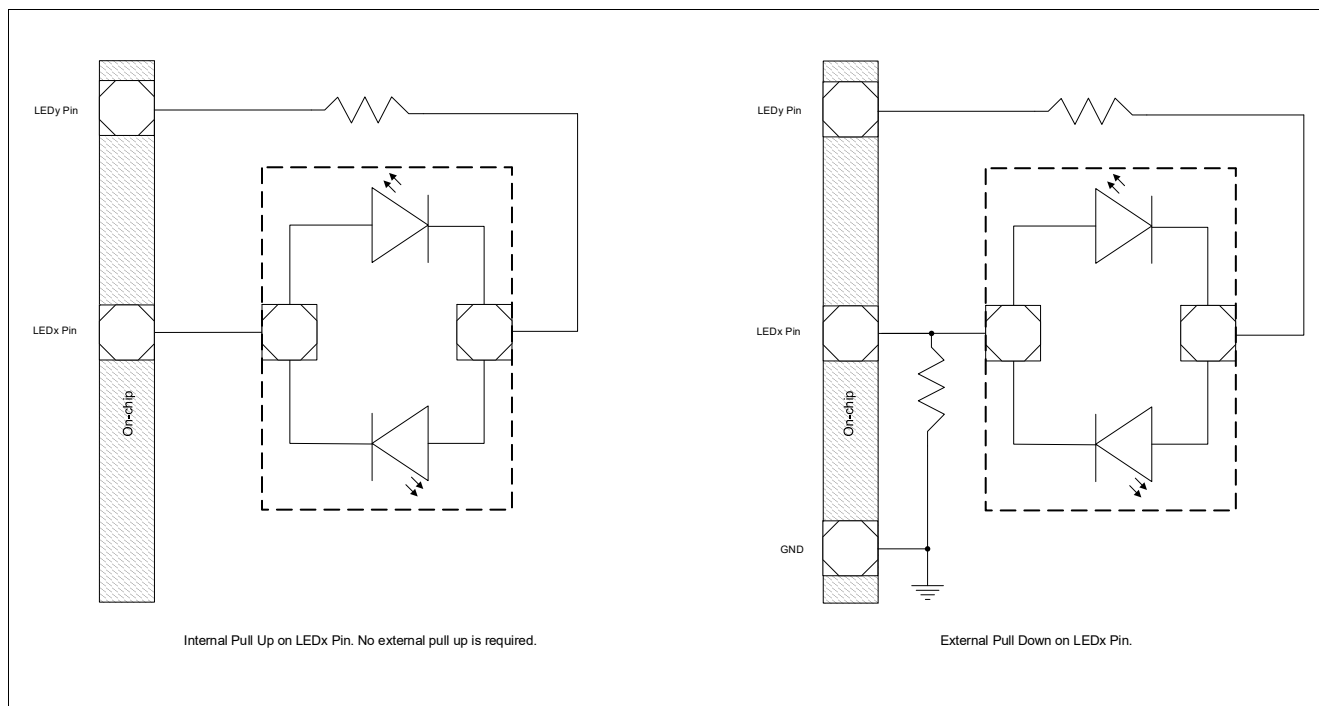 LEDy Pin
LEDx Pin
On-chip
Internal Pull Up on LEDx Pin. No external pull up is required.
LEDy Pin
LEDx Pin
On-chip
GND
External Pull Down on LEDx Pin.